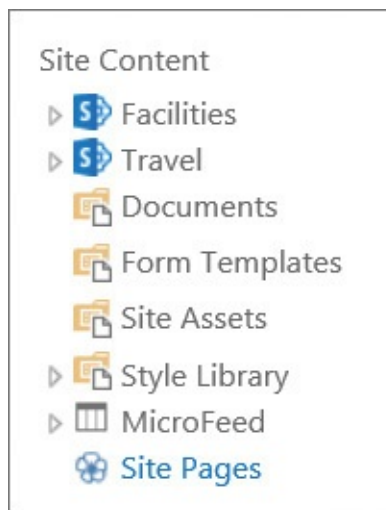 Site Content
Facilities
Travel
Documents
Form Templates
Site Assets
Style Library
MicroFeed
Site Pages